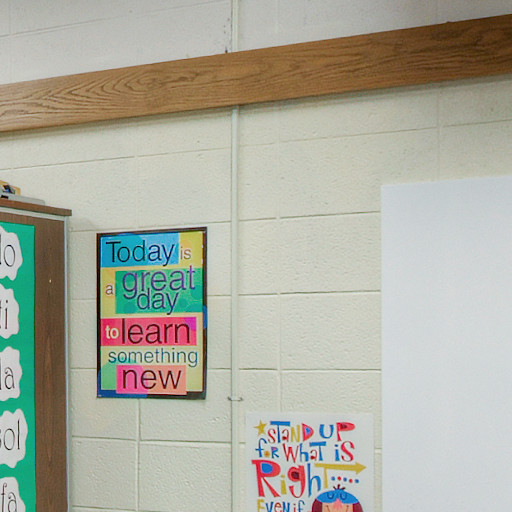 do
ti
la
sol
fa
Today is
a great
day
to learn
something
new
STAND UP
foR WHAT iS
RigHT
EVEN iF